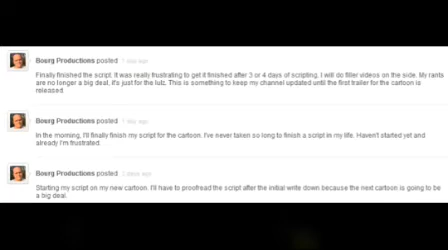 Bourg Productions posted 1 day ago
Finally finished the script. It was really frustrating to get it finished after 3 or 4 days of scripting. I will do filler videos on the side. My rants
are no longer a big deal, it's just for the lulz. This is something to keep my channel updated until the first trailer for the cartoon is
released.
Bourg Productions posted 1 day ago
In the morning, I'll finally finish my script for the cartoon. I've never taken so long to finish a script in my life. Haven't started yet and
already I'm frustrated.
Bourg Productions posted 2 days ago
Starting my script on my new cartoon. I'll have to proofread the script after the initial write down because the next cartoon is going to be
a big deal.